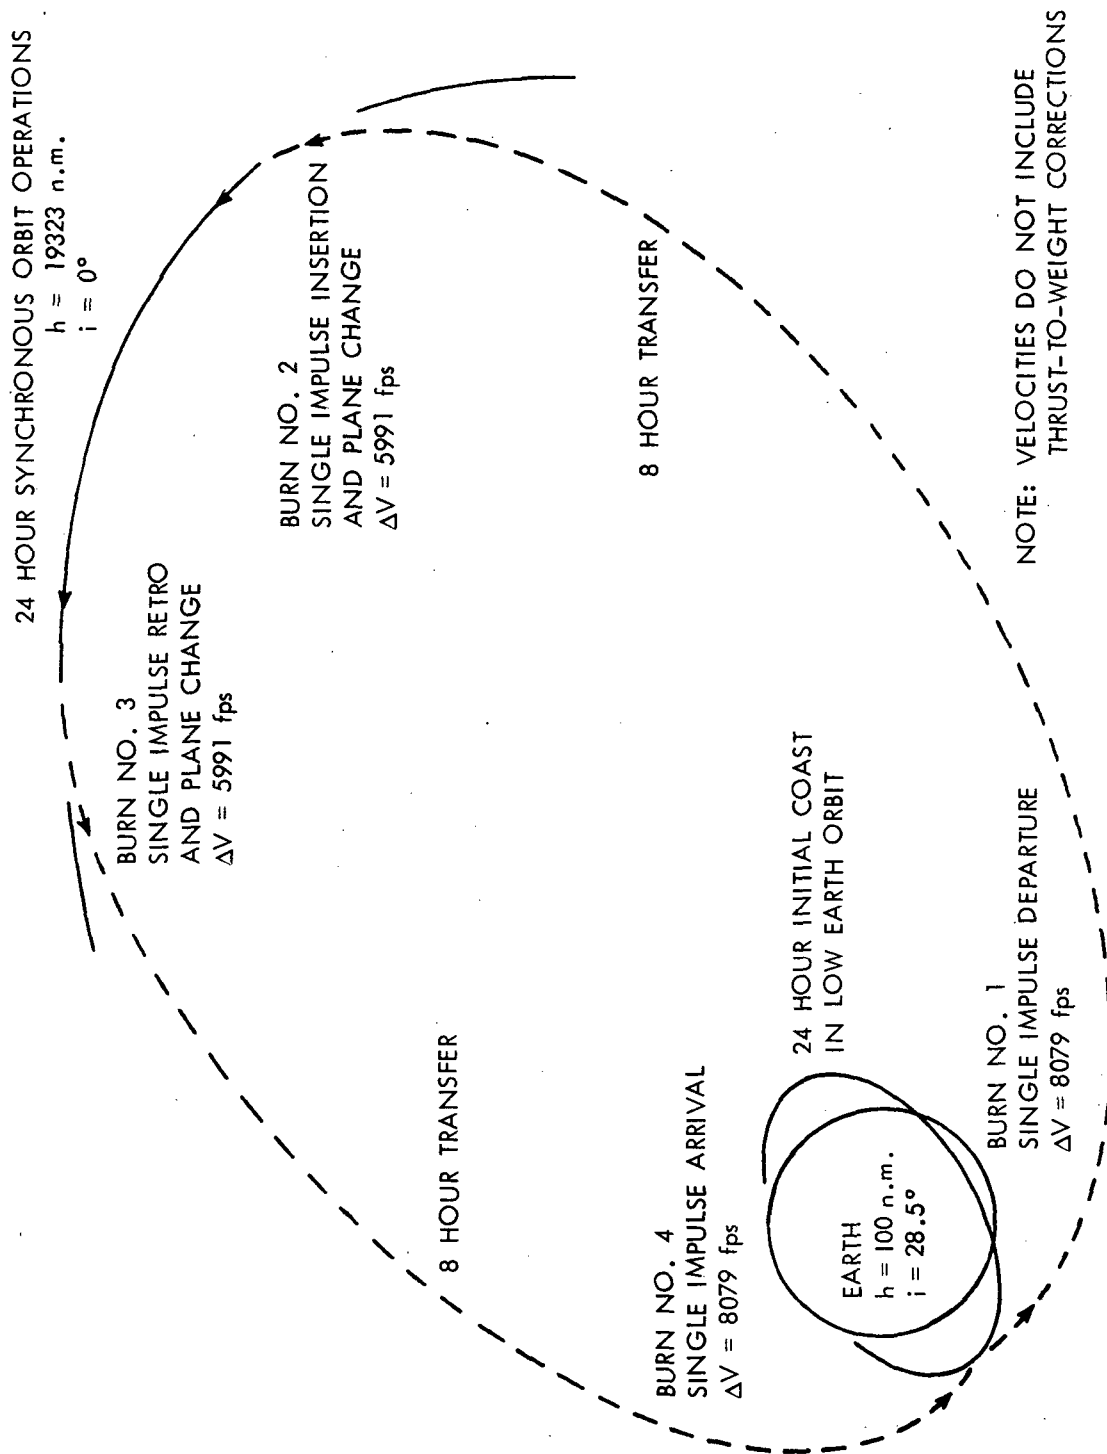 24 HOUR SYNCHRONOUS ORBIT OPERATIONS
h = 19323 n.m.
i = 0°
BURN NO. 3
SINGLE IMPULSE RETRO
AND PLANE CHANGE
ΔV = 5991 fps
BURN NO. 2
SINGLE IMPULSE INSERTION
AND PLANE CHANGE
ΔV = 5991 fps
8 HOUR TRANSFER
8 HOUR TRANSFER
BURN NO. 4
SINGLE IMPULSE ARRIVAL
ΔV = 8079 fps
24 HOUR INITIAL COAST
IN LOW EARTH ORBIT
EARTH
h = 100 n.m.
i = 28.5°
BURN NO. 1
SINGLE IMPULSE DEPARTURE
ΔV = 8079 fps
NOTE: VELOCITIES DO NOT INCLUDE
THRUST-TO-WEIGHT CORRECTIONS